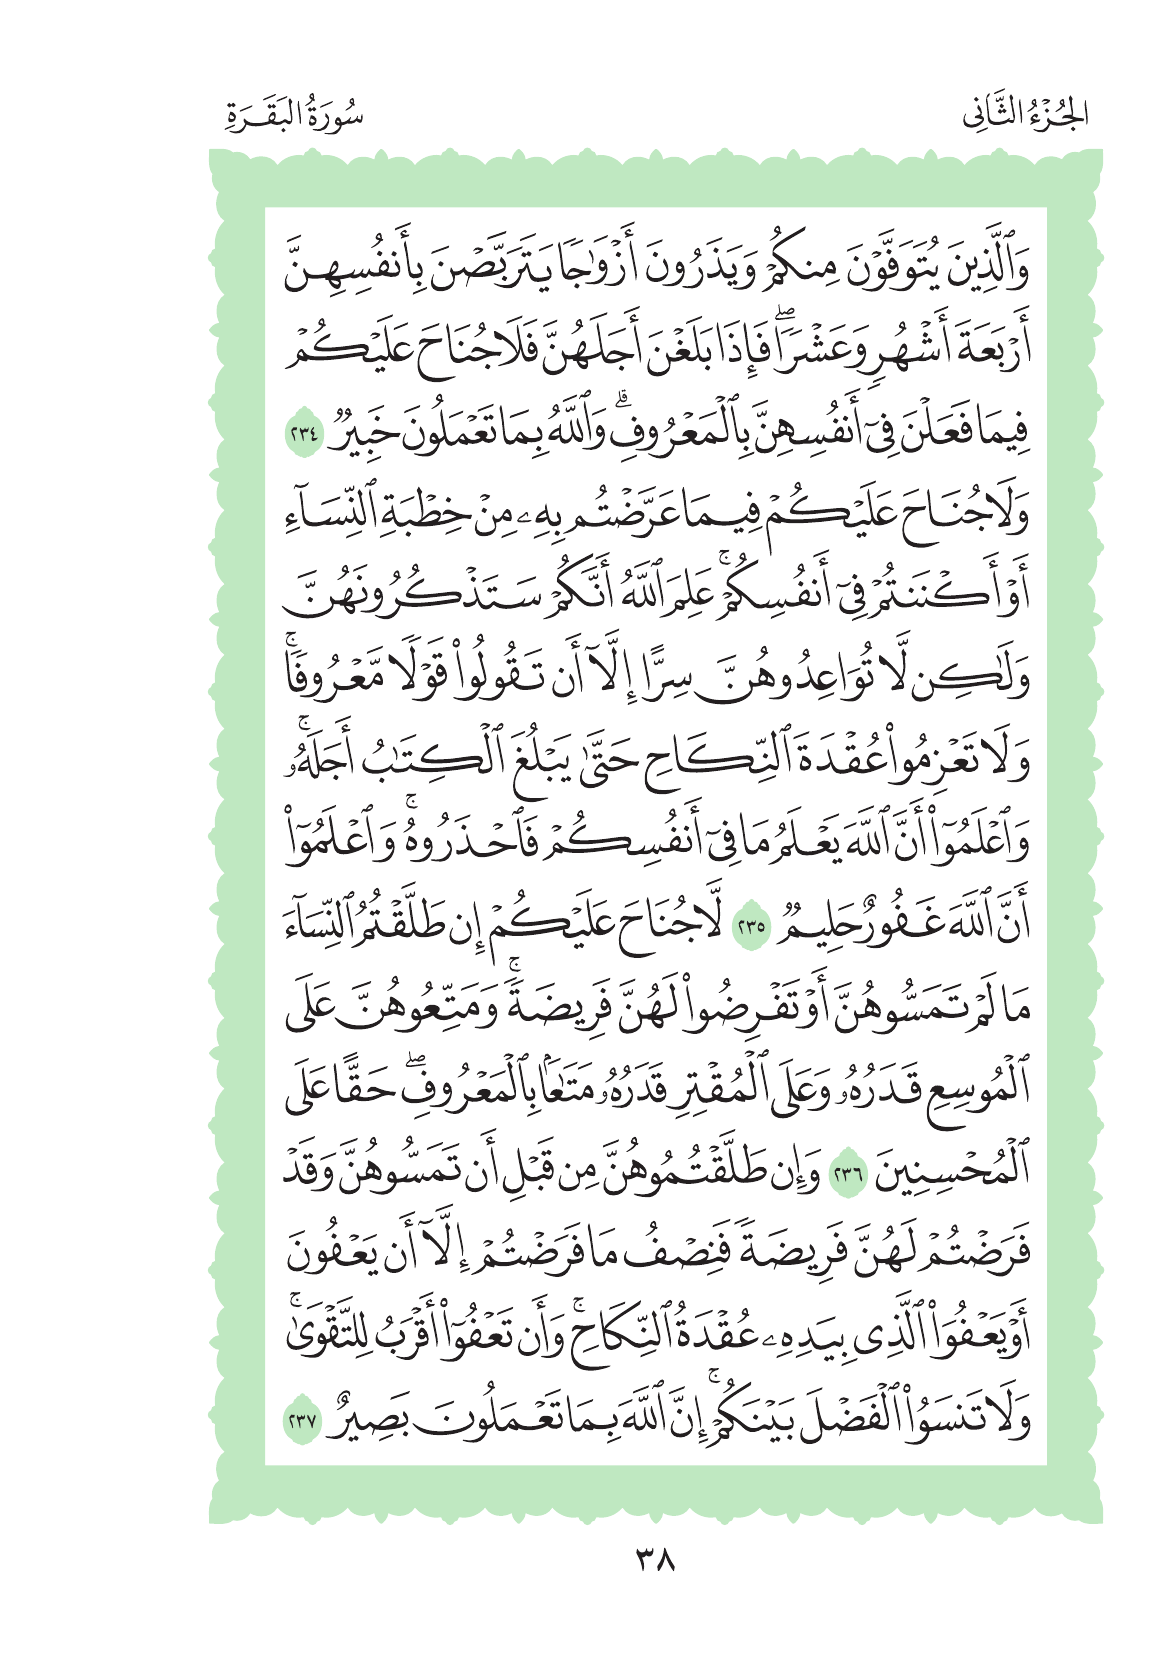 الجُزْءُ الثَّانِى
سُورَةُ البَقَرَةِ
وَٱلَّذِينَ يُتَوَفَّوْنَ مِنكُمْ وَيَذَرُونَ أَزْوَٰجًا يَتَرَبَّصْنَ بِأَنفُسِهِنَّ
أَرْبَعَةَ أَشْهُرٍ وَعَشْرًا ۖ فَإِذَا بَلَغْنَ أَجَلَهُنَّ فَلَا جُنَاحَ عَلَيْكُمْ
فِيمَا فَعَلْنَ فِىٓ أَنفُسِهِنَّ بِٱلْمَعْرُوفِ ۗ وَٱللَّهُ بِمَا تَعْمَلُونَ خَبِيرٌ ٢٣٤
وَلَا جُنَاحَ عَلَيْكُمْ فِيمَا عَرَّضْتُم بِهِۦ مِنْ خِطْبَةِ ٱلنِّسَآءِ
أَوْ أَكْنَنتُمْ فِىٓ أَنفُسِكُمْ ۚ عَلِمَ ٱللَّهُ أَنَّكُمْ سَتَذْكُرُونَهُنَّ
وَلَٰكِن لَّا تُوَاعِدُوهُنَّ سِرًّا إِلَّآ أَن تَقُولُوا۟ قَوْلًا مَّعْرُوفًا ۚ
وَلَا تَعْزِمُوا۟ عُقْدَةَ ٱلنِّكَاحِ حَتَّىٰ يَبْلُغَ ٱلْكِتَٰبُ أَجَلَهُۥ ۚ
وَٱعْلَمُوٓا۟ أَنَّ ٱللَّهَ يَعْلَمُ مَا فِىٓ أَنفُسِكُمْ فَٱحْذَرُوهُ ۚ وَٱعْلَمُوٓا۟
أَنَّ ٱللَّهَ غَفُورٌ حَلِيمٌ ٢٣٥ لَّا جُنَاحَ عَلَيْكُمْ إِن طَلَّقْتُمُ ٱلنِّسَآءَ
مَا لَمْ تَمَسُّوهُنَّ أَوْ تَفْرِضُوا۟ لَهُنَّ فَرِيضَةً ۚ وَمَتِّعُوهُنَّ عَلَى
ٱلْمُوسِعِ قَدَرُهُۥ وَعَلَى ٱلْمُقْتِرِ قَدَرُهُۥ مَتَٰعًۢا بِٱلْمَعْرُوفِ ۖ حَقًّا عَلَى
ٱلْمُحْسِنِينَ ٢٣٦ وَإِن طَلَّقْتُمُوهُنَّ مِن قَبْلِ أَن تَمَسُّوهُنَّ وَقَدْ
فَرَضْتُمْ لَهُنَّ فَرِيضَةً فَنِصْفُ مَا فَرَضْتُمْ إِلَّآ أَن يَعْفُونَ
أَوْ يَعْفُوَا۟ ٱلَّذِى بِيَدِهِۦ عُقْدَةُ ٱلنِّكَاحِ ۚ وَأَن تَعْفُوٓا۟ أَقْرَبُ لِلتَّقْوَىٰ ۚ
وَلَا تَنسَوُا۟ ٱلْفَضْلَ بَيْنَكُمْ ۚ إِنَّ ٱللَّهَ بِمَا تَعْمَلُونَ بَصِيرٌ ٢٣٧
٣٨